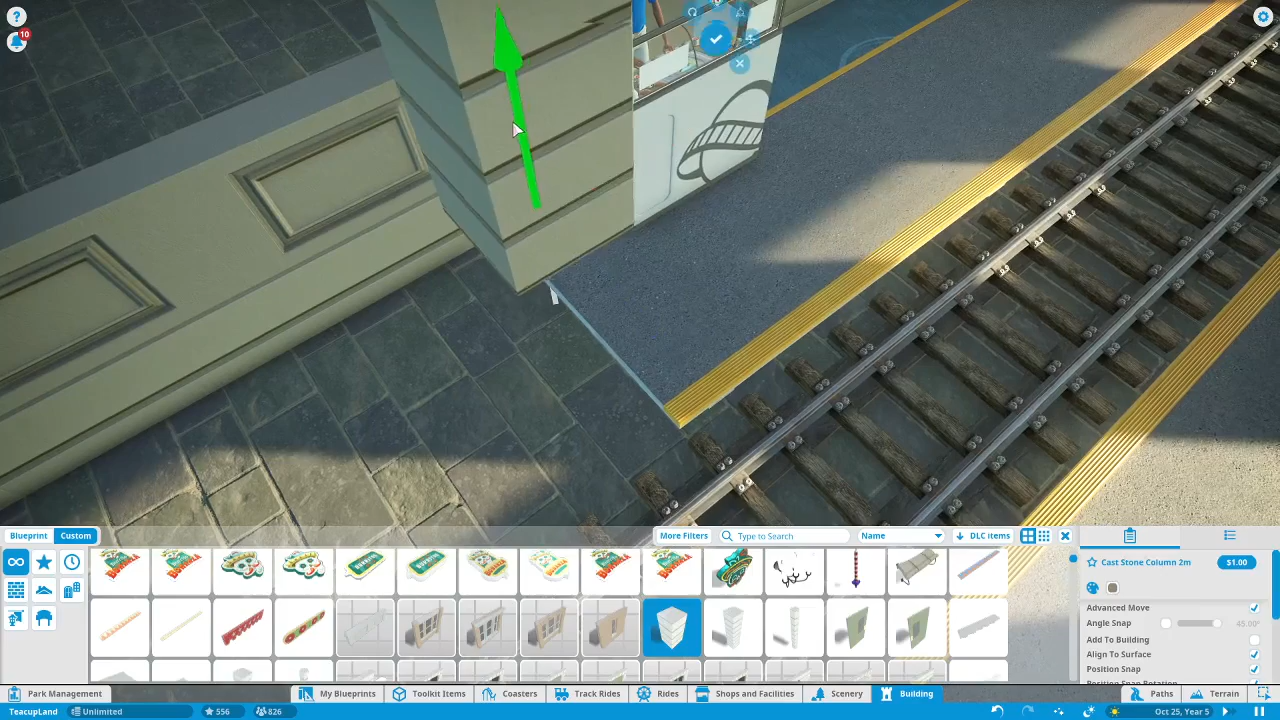 ?
10
Blueprint
Custom
More Filters
Type to Search
Name
DLC items
Cast Stone Column 2m
$1.00
Advanced Move
Angle Snap
45.00°
Add To Building
Align To Surface
Position Snap
Park Management
My Blueprints
Toolkit Items
Coasters
Track Rides
Rides
Shops and Facilities
Scenery
Building
Paths
Terrain
TeacupLand
Unlimited
556
826
Oct 25, Year 5